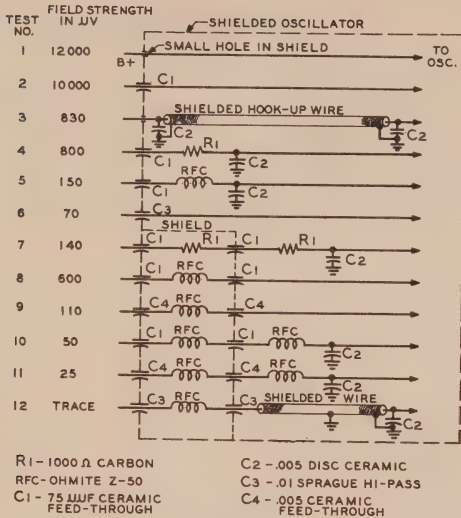 TEST NO. FIELD STRENGTH IN µµV
SHIELDED OSCILLATOR
1 12000 SMALL HOLE IN SHIELD TO OSC.
B+
2 10000 C1
3 830 SHIELDED HOOK-UP WIRE
C2 C2
4 800 C1 R1 C2
5 150 C1 RFC C2
6 70 C3
SHIELD
7 140 C1 R1 C1 R1 C2
8 600 C1 RFC C1
9 110 C4 RFC C4
10 50 C1 RFC C1 RFC C2
11 25 C4 RFC C4 RFC C2
12 TRACE C3 RFC C3 SHIELDED WIRE C2
R1-1000 Ω CARBON
RFC-OHMITE Z-50
C1-75 µµF CERAMIC FEED-THROUGH
C2-.005 DISC CERAMIC
C3-.01 SPRAGUE HI-PASS
C4-.005 CERAMIC FEED-THROUGH